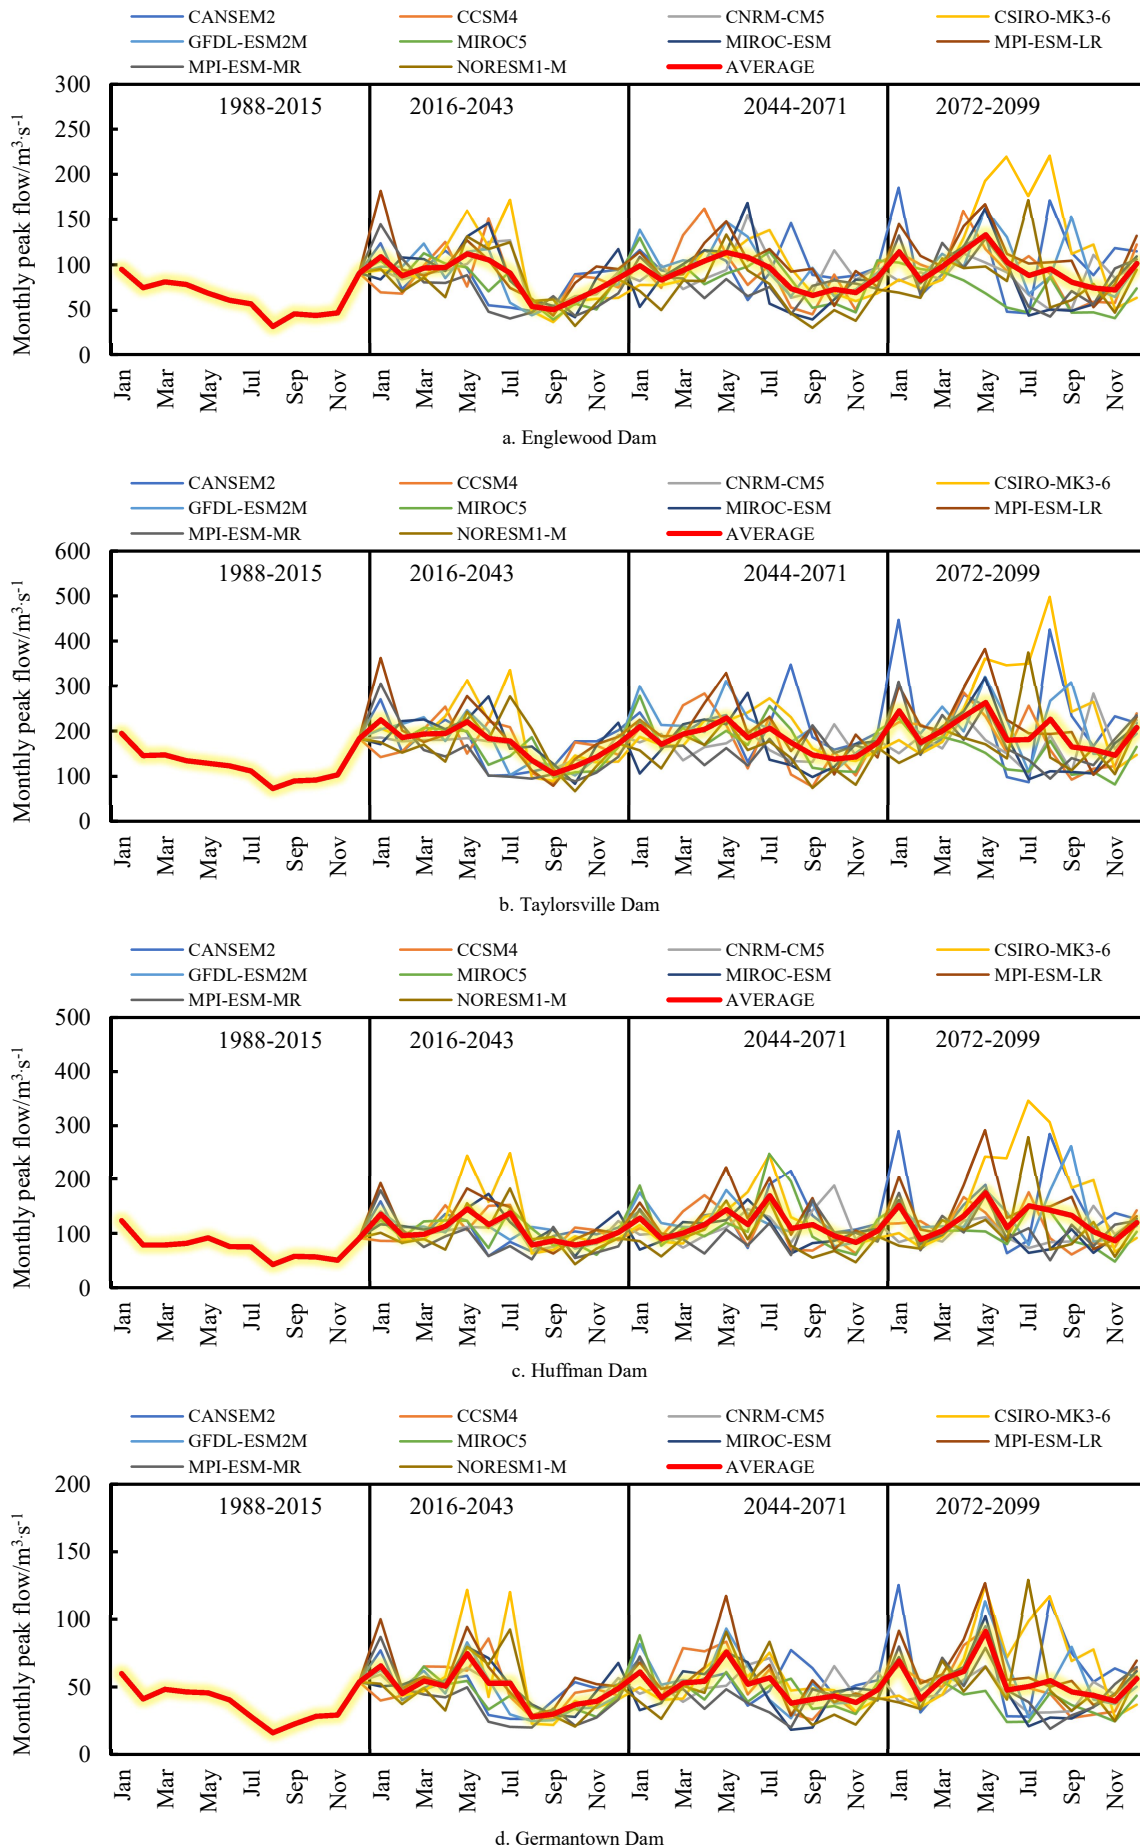 CANSEM2 CCSM4 CNRM-CM5 CSIRO-MK3-6
GFDL-ESM2M MIROC5 MIROC-ESM MPI-ESM-LR
MPI-ESM-MR NORESM1-M AVERAGE
Monthly peak flow/m³·s⁻¹
300
250
200
150
100
50
0
1988-2015 2016-2043 2044-2071 2072-2099
Jan Mar May Jul Sep Nov Jan Mar May Jul Sep Nov Jan Mar May Jul Sep Nov Jan Mar May Jul Sep Nov
a. Englewood Dam
CANSEM2 CCSM4 CNRM-CM5 CSIRO-MK3-6
GFDL-ESM2M MIROC5 MIROC-ESM MPI-ESM-LR
MPI-ESM-MR NORESM1-M AVERAGE
Monthly peak flow/m³·s⁻¹
600
500
400
300
200
100
0
1988-2015 2016-2043 2044-2071 2072-2099
Jan Mar May Jul Sep Nov Jan Mar May Jul Sep Nov Jan Mar May Jul Sep Nov Jan Mar May Jul Sep Nov
b. Taylorsville Dam
CANSEM2 CCSM4 CNRM-CM5 CSIRO-MK3-6
GFDL-ESM2M MIROC5 MIROC-ESM MPI-ESM-LR
MPI-ESM-MR NORESM1-M AVERAGE
Monthly peak flow/m³·s⁻¹
500
400
300
200
100
0
1988-2015 2016-2043 2044-2071 2072-2099
Jan Mar May Jul Sep Nov Jan Mar May Jul Sep Nov Jan Mar May Jul Sep Nov Jan Mar May Jul Sep Nov
c. Huffman Dam
CANSEM2 CCSM4 CNRM-CM5 CSIRO-MK3-6
GFDL-ESM2M MIROC5 MIROC-ESM MPI-ESM-LR
MPI-ESM-MR NORESM1-M AVERAGE
Monthly peak flow/m³·s⁻¹
200
150
100
50
0
1988-2015 2016-2043 2044-2071 2072-2099
Jan Mar May Jul Sep Nov Jan Mar May Jul Sep Nov Jan Mar May Jul Sep Nov Jan Mar May Jul Sep Nov
d. Germantown Dam